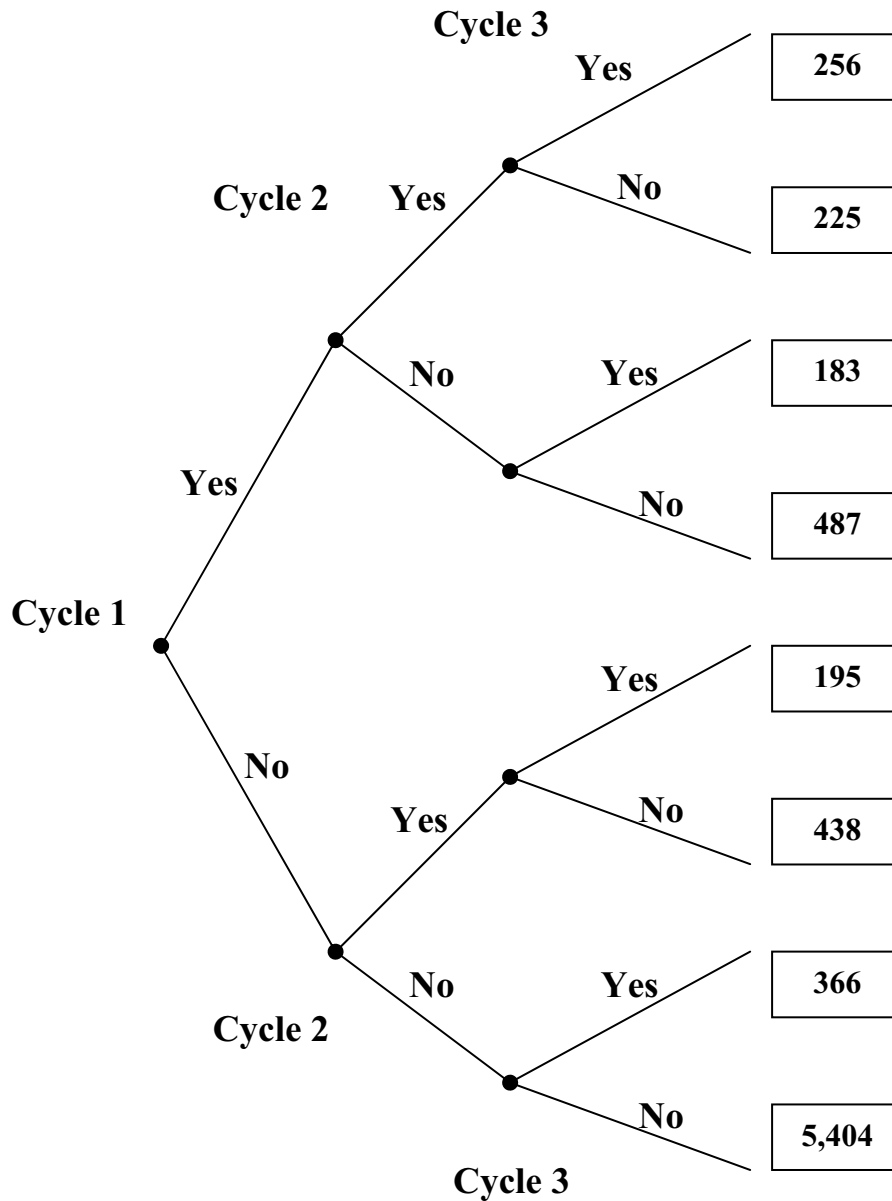 Cycle 3
Yes
256
Cycle 2
Yes
No
225
No
Yes
183
Yes
No
487
Cycle 1
Yes
195
No
Yes
No
438
No
Yes
366
Cycle 2
No
5,404
Cycle 3